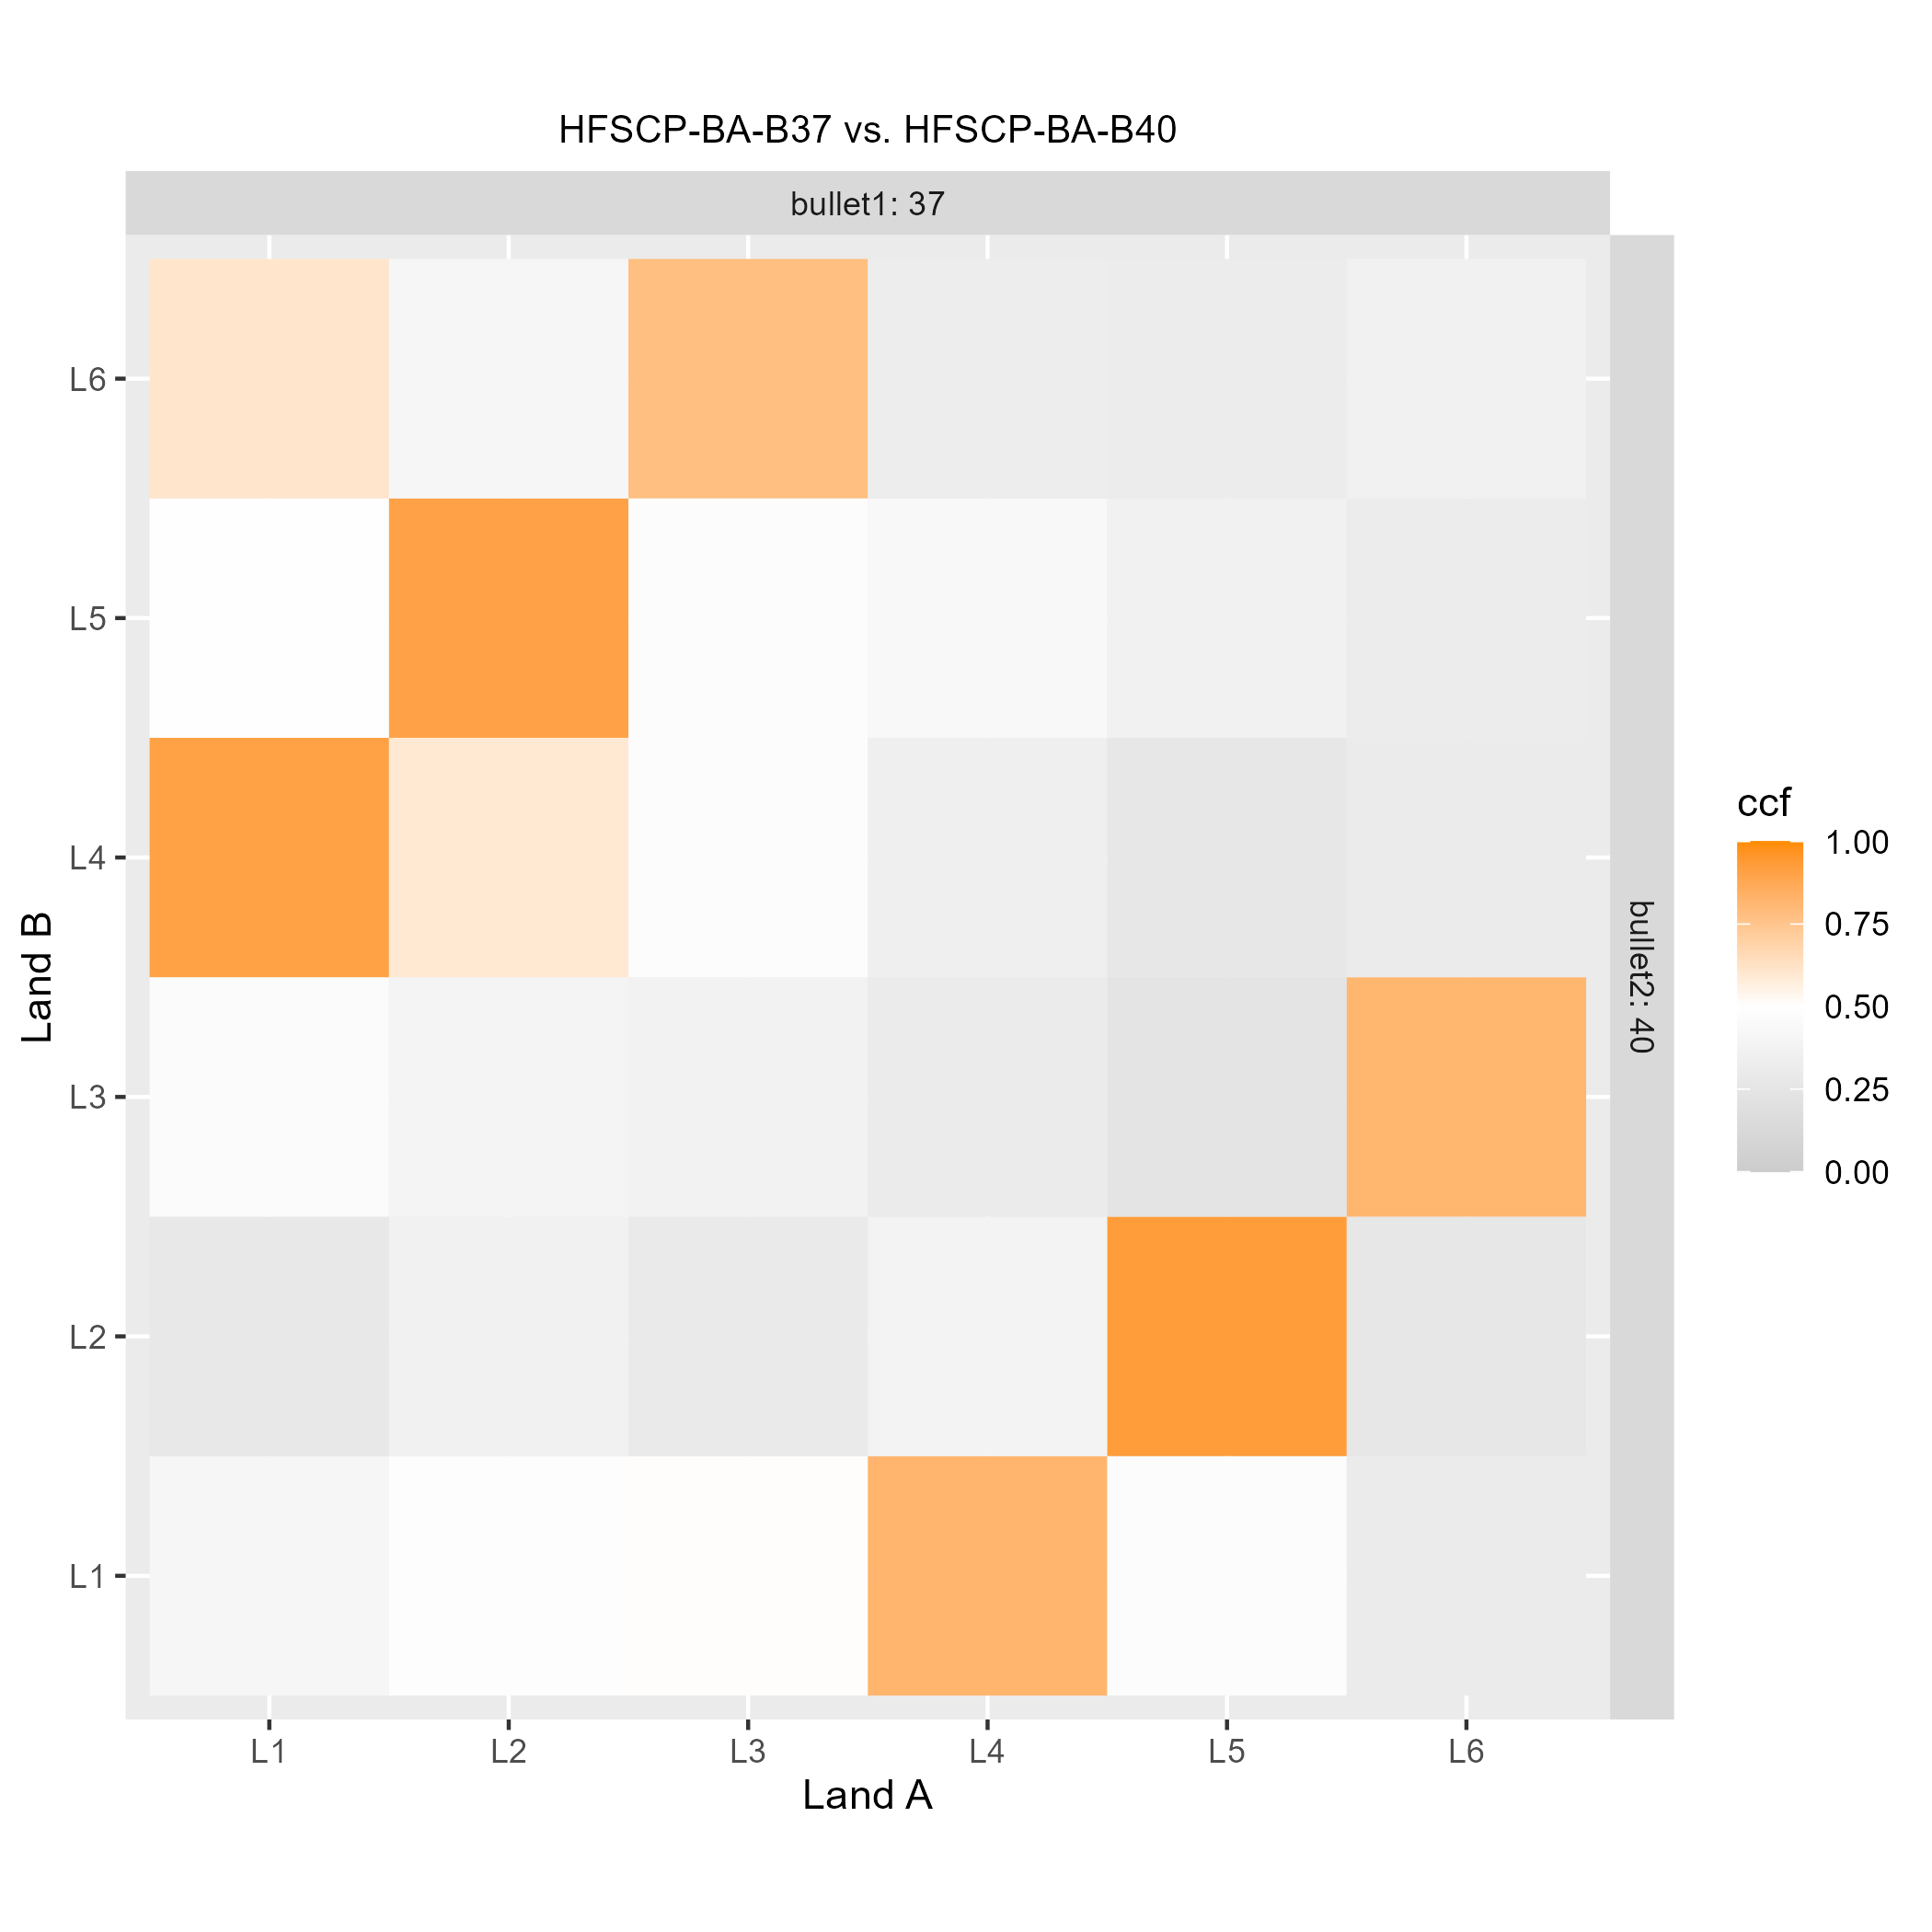 HFSCP-BA-B37 vs. HFSCP-BA-B40
bullet1: 37
L6
L5
L4
L3
L2
L1
Land B
L1 L2 L3 L4 L5 L6
Land A
bullet2: 40
ccf
1.00
0.75
0.50
0.25
0.00